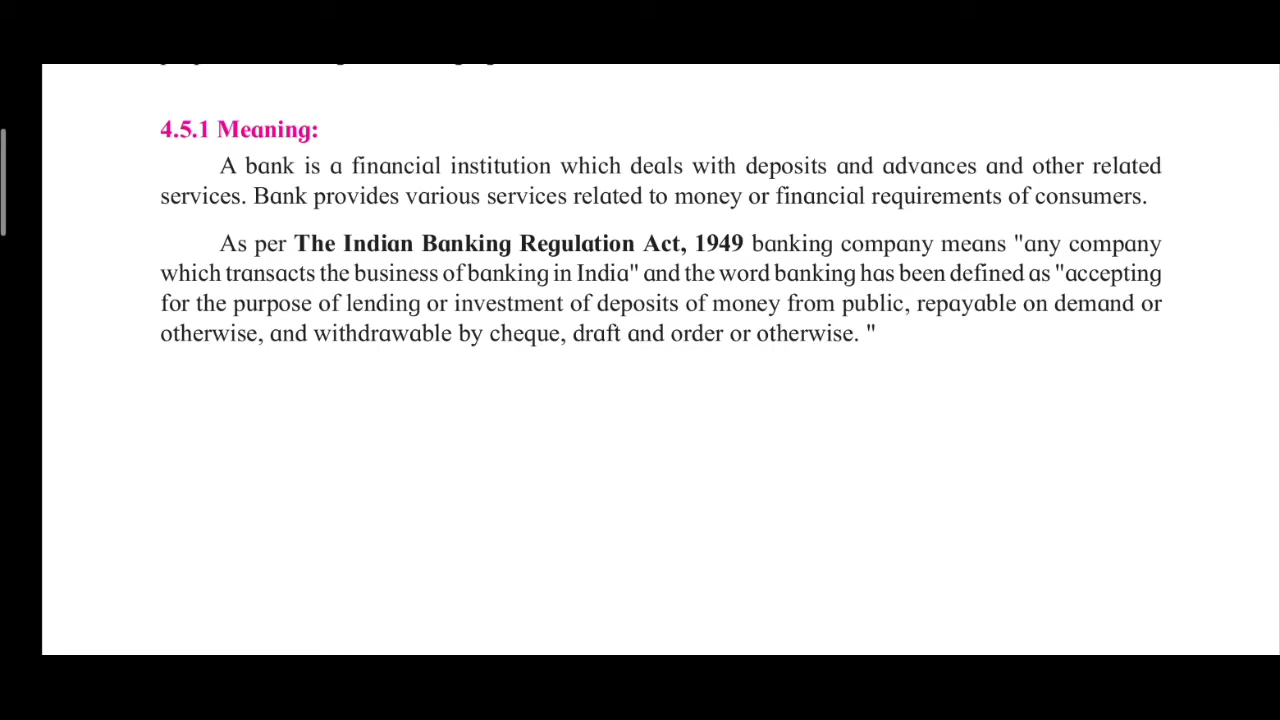 4.5.1 Meaning:
A bank is a financial institution which deals with deposits and advances and other related
services. Bank provides various services related to money or financial requirements of consumers.
As per The Indian Banking Regulation Act, 1949 banking company means "any company
which transacts the business of banking in India" and the word banking has been defined as "accepting
for the purpose of lending or investment of deposits of money from public, repayable on demand or
otherwise, and withdrawable by cheque, draft and order or otherwise. "